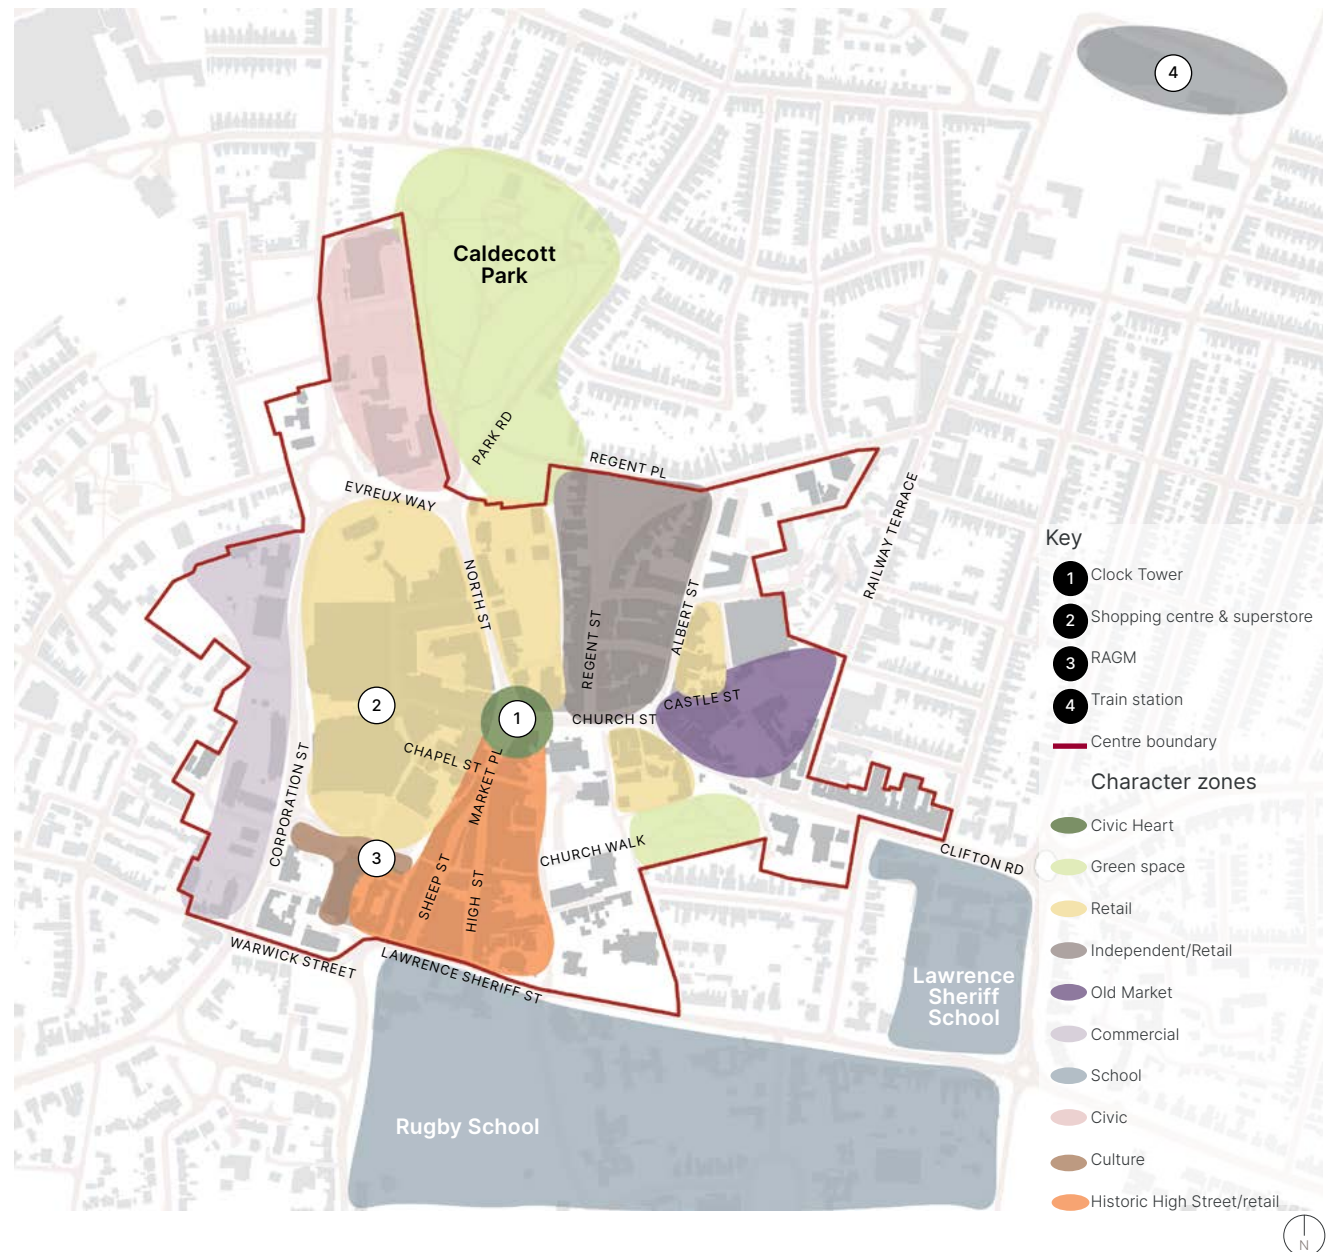 4
Caldecott
Park
PARK RD
REGENT PL
EVREUX WAY
RAILWAY TERRACE
NORTH ST
REGENT ST
ALBERT ST
CASTLE ST
2
1
CHURCH ST
CHAPEL ST
MARKET PL
CORPORATION ST
3
CHURCH WALK
SHEEP ST
HIGH ST
CLIFTON RD
WARWICK STREET
LAWRENCE SHERIFF ST
Lawrence
Sheriff
School
Rugby School
Key
1 Clock Tower
2 Shopping centre & superstore
3 RAGM
4 Train station
Centre boundary
Character zones
Civic Heart
Green space
Retail
Independent/Retail
Old Market
Commercial
School
Civic
Culture
Historic High Street/retail
N